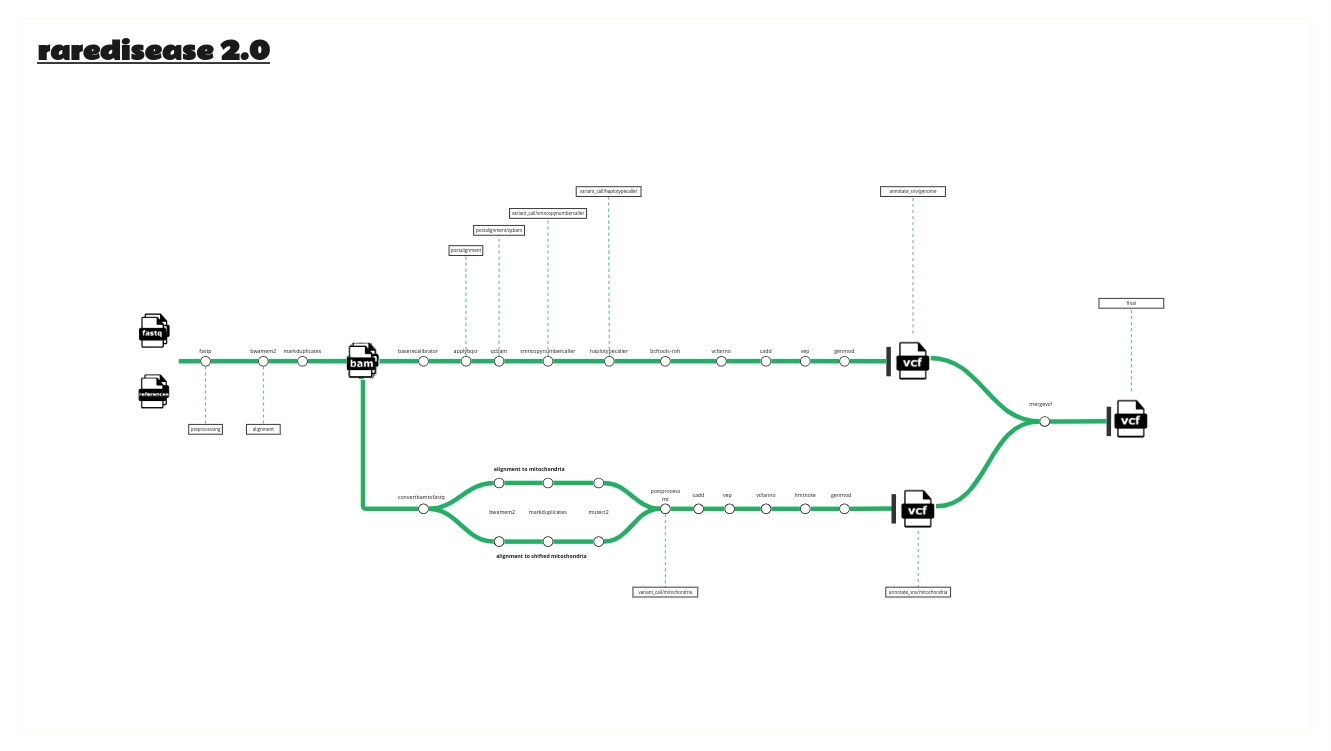 raredisease 2.0
variant_call/haplotypecaller
annotate_snv/genome
variant_call/smncopynumbercaller
postalignment/qcbam
postalignment
final
fastq
fastp
bwamem2
markduplicates
bam
baserecalibrator
applybqsr
qcbam
smncopynumbercaller
haplotypecaller
bcftools-roh
vcfanno
cadd
vep
genmod
vcf
references
mergevcf
vcf
preprocessing
alignment
alignment to mitochondria
convertbamtofastq
postprocess
mt
cadd
vep
vcfanno
hmtnote
genmod
vcf
bwamem2
markduplicates
mutect2
alignment to shifted mitochondria
variant_call/mitochondria
annotate_snv/mitochondria